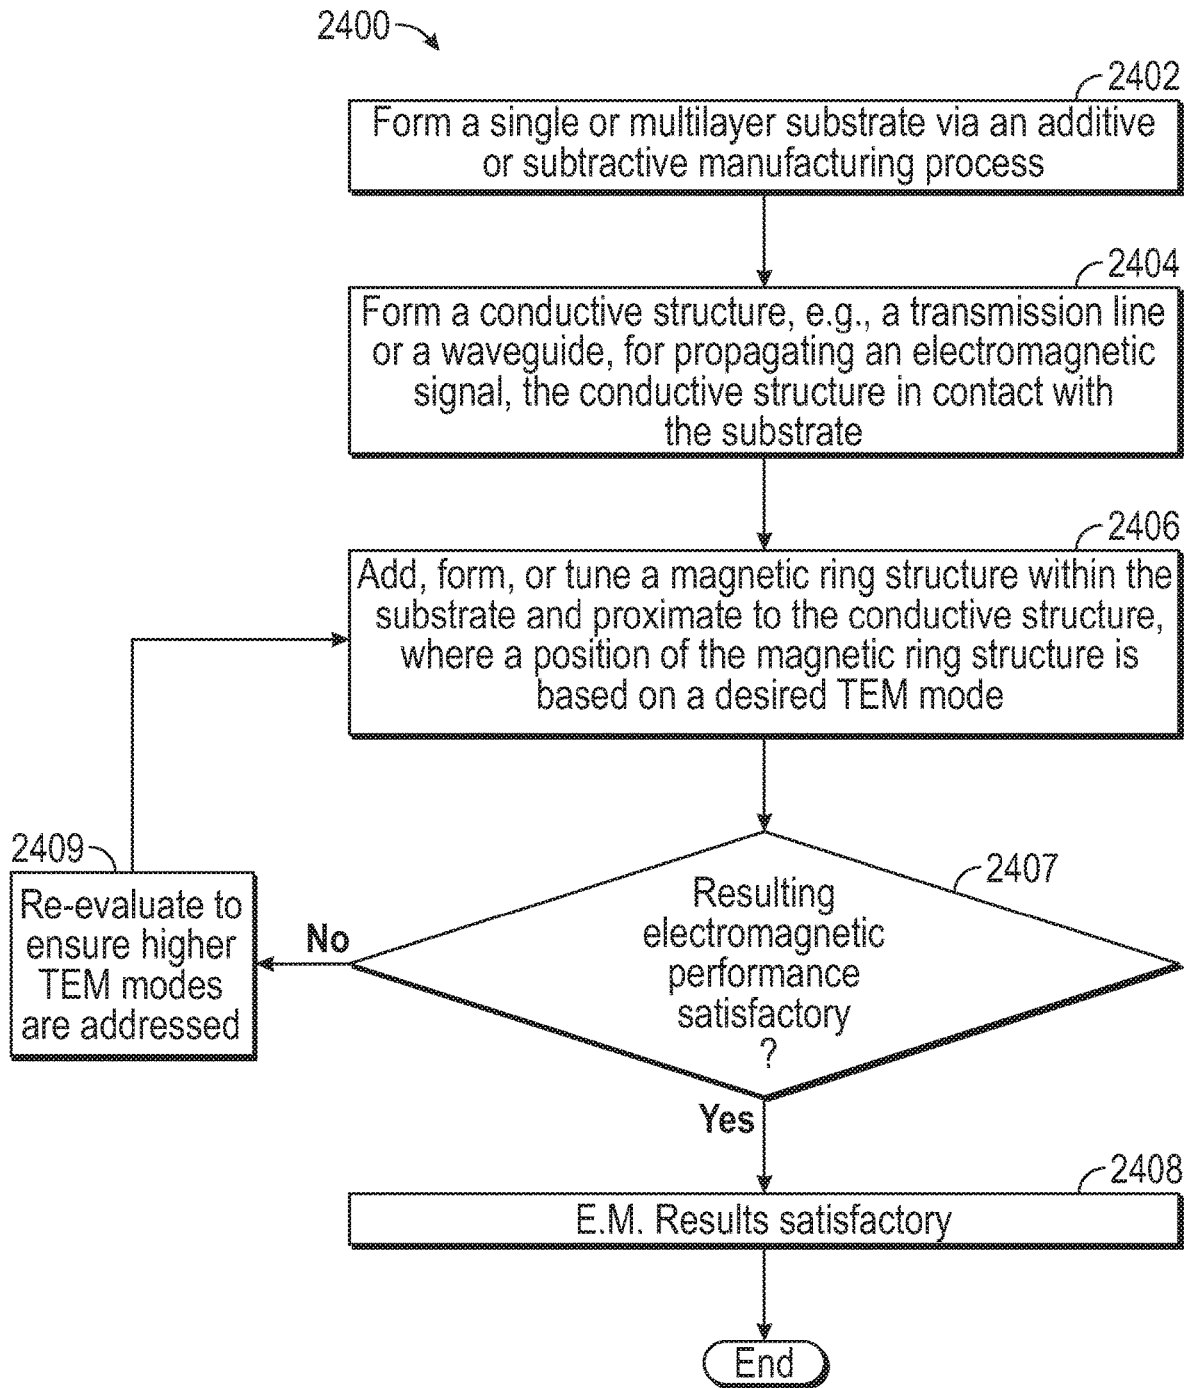 2400
2402
Form a single or multilayer substrate via an additive
or subtractive manufacturing process
2404
Form a conductive structure, e.g., a transmission line
or a waveguide, for propagating an electromagnetic
signal, the conductive structure in contact with
the substrate
2406
Add, form, or tune a magnetic ring structure within the
substrate and proximate to the conductive structure,
where a position of the magnetic ring structure is
based on a desired TEM mode
2407
Resulting
electromagnetic
performance
satisfactory
?
No
2409
Re-evaluate to
ensure higher
TEM modes
are addressed
Yes
2408
E.M. Results satisfactory
End